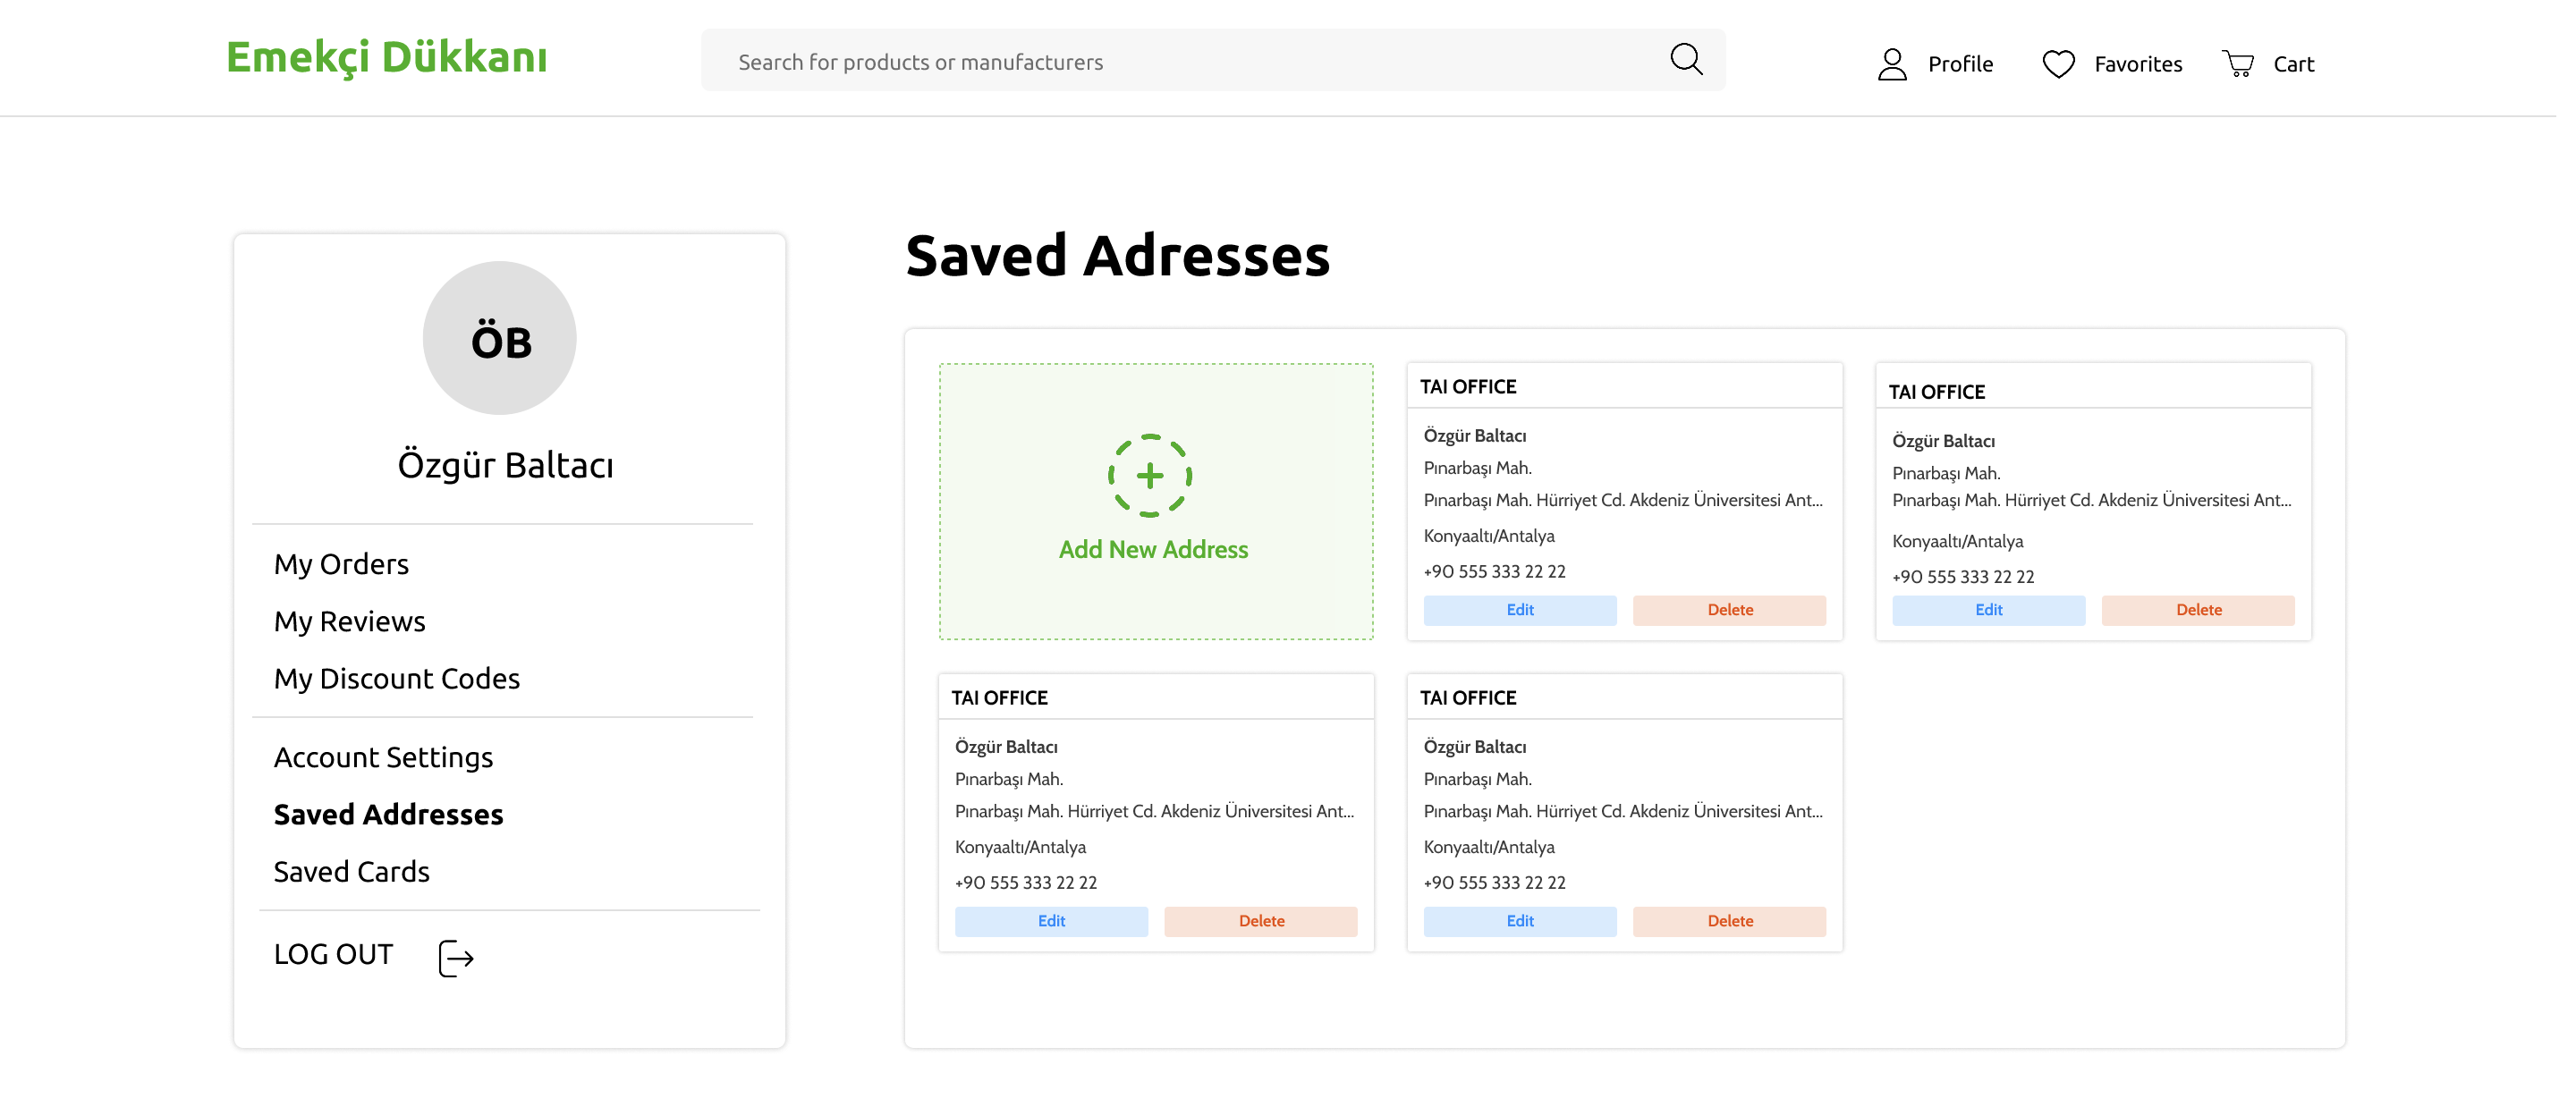 Emekçi Dükkanı
Search for products or manufacturers
Profile
Favorites
Cart
ÖB
Özgür Baltacı
My Orders
My Reviews
My Discount Codes
Account Settings
Saved Addresses
Saved Cards
LOG OUT
Saved Adresses
Add New Address
TAI OFFICE
Özgür Baltacı
Pınarbaşı Mah.
Pınarbaşı Mah. Hürriyet Cd. Akdeniz Üniversitesi Ant...
Konyaaltı/Antalya
+90 555 333 22 22
Edit
Delete
TAI OFFICE
Özgür Baltacı
Pınarbaşı Mah.
Pınarbaşı Mah. Hürriyet Cd. Akdeniz Üniversitesi Ant...
Konyaaltı/Antalya
+90 555 333 22 22
Edit
Delete
TAI OFFICE
Özgür Baltacı
Pınarbaşı Mah.
Pınarbaşı Mah. Hürriyet Cd. Akdeniz Üniversitesi Ant...
Konyaaltı/Antalya
+90 555 333 22 22
Edit
Delete
TAI OFFICE
Özgür Baltacı
Pınarbaşı Mah.
Pınarbaşı Mah. Hürriyet Cd. Akdeniz Üniversitesi Ant...
Konyaaltı/Antalya
+90 555 333 22 22
Edit
Delete